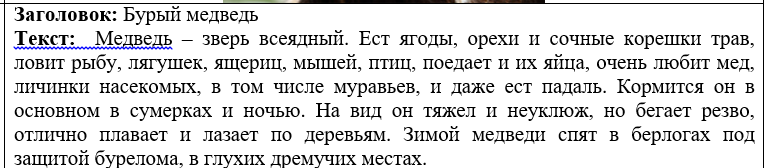 Заголовок: Бурый медведь
Текст: Медведь – зверь всеядный. Ест ягоды, орехи и сочные корешки трав,
ловит рыбу, лягушек, ящериц, мышей, птиц, поедает и их яйца, очень любит мед,
личинки насекомых, в том числе муравьев, и даже ест падаль. Кормится он в
основном в сумерках и ночью. На вид он тяжел и неуклюж, но бегает резво,
отлично плавает и лазает по деревьям. Зимой медведи спят в берлогах под
защитой бурелома, в глухих дремучих местах.